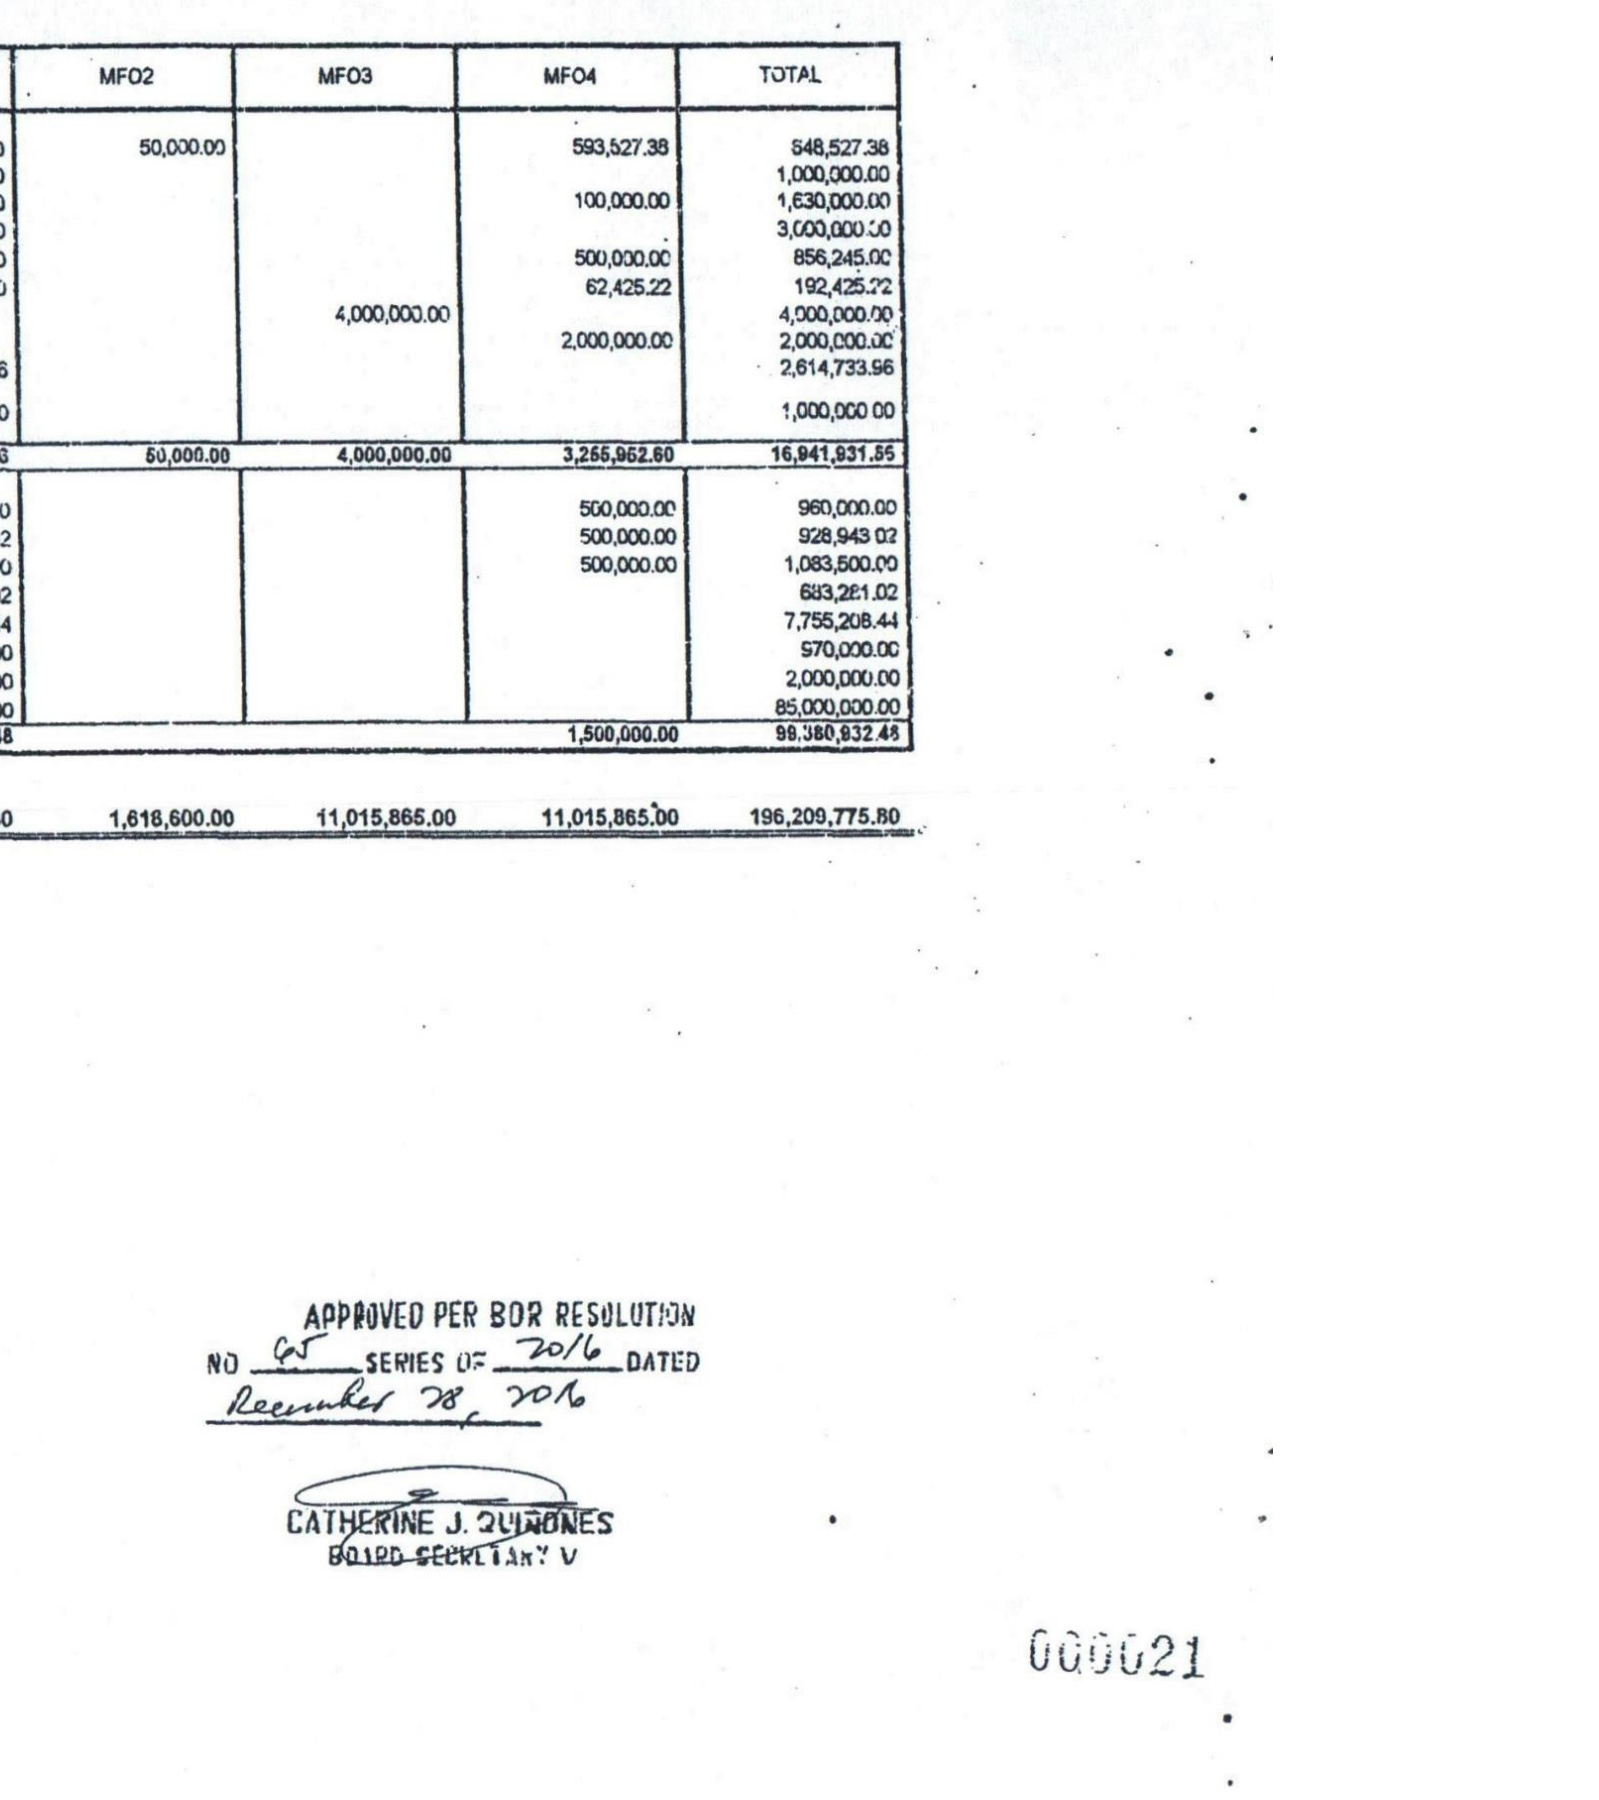 MFO2 MFO3 MFO4 TOTAL
0 50,000.00 593,527.38 648,527.38
0 1,000,000.00
0 100,000.00 1,630,000.00
0 3,000,000.00
0 500,000.00 856,245.00
0 62,425.22 192,425.22
4,000,000.00 4,000,000.00
2,000,000.00 2,000,000.00
6 2,614,733.96
0 1,000,000.00
6 50,000.00 4,000,000.00 3,255,952.60 16,941,931.56
0 500,000.00 960,000.00
2 500,000.00 928,943.02
0 500,000.00 1,083,500.00
02 683,281.02
44 7,755,208.44
00 970,000.00
00 2,000,000.00
00 85,000,000.00
48 1,500,000.00 99,380,932.48
0 1,618,600.00 11,015,865.00 11,015,865.00 196,209,775.80
APPROVED PER BOR RESOLUTION
NO 65 SERIES OF 2016 DATED
December 28, 2016
CATHERINE J. QUIÑONES
BOARD SECRETARY V
000021